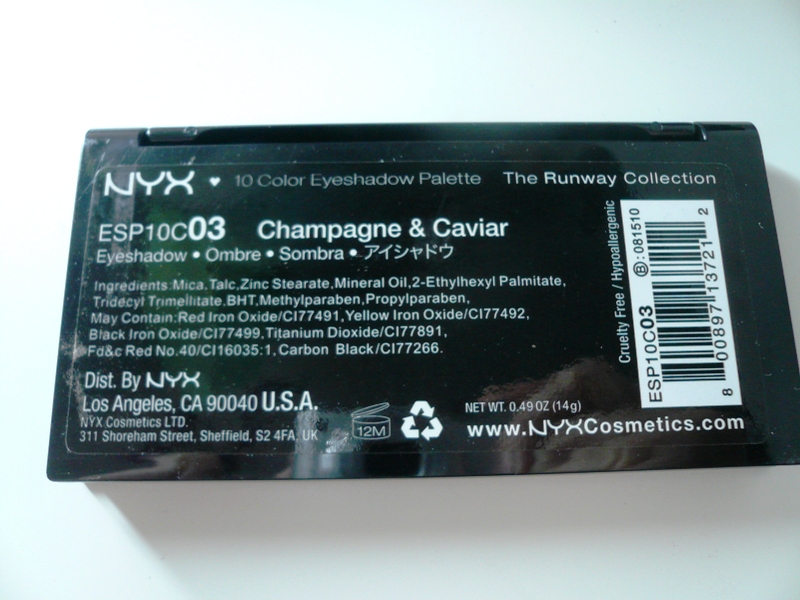 NYX ♥ 10 Color Eyeshadow Palette The Runway Collection
ESP10C03 Champagne & Caviar
Eyeshadow • Ombre • Sombra • アイシャドウ
Ingredients:Mica,Talc,Zinc Stearate,Mineral Oil,2-Ethylhexyl Palmitate,
Tridecyl Trimellitate,BHT,Methylparaben,Propylparaben,
May Contain:Red Iron Oxide/CI77491,Yellow Iron Oxide/CI77492,
Black Iron Oxide/CI77499,Titanium Dioxide/CI77891,
Fd&c Red No.40/CI16035:1,Carbon Black/CI77266.
Dist. By NYX
Los Angeles, CA 90040 U.S.A.
NYX Cosmetics LTD.
311 Shoreham Street, Sheffield, S2 4FA, UK
12M
NET WT. 0.49 OZ (14g)
www.NYXCosmetics.com
Cruelty Free / Hypoallergenic
Ⓑ:081510
ESP10C03
8 00897 13721 2